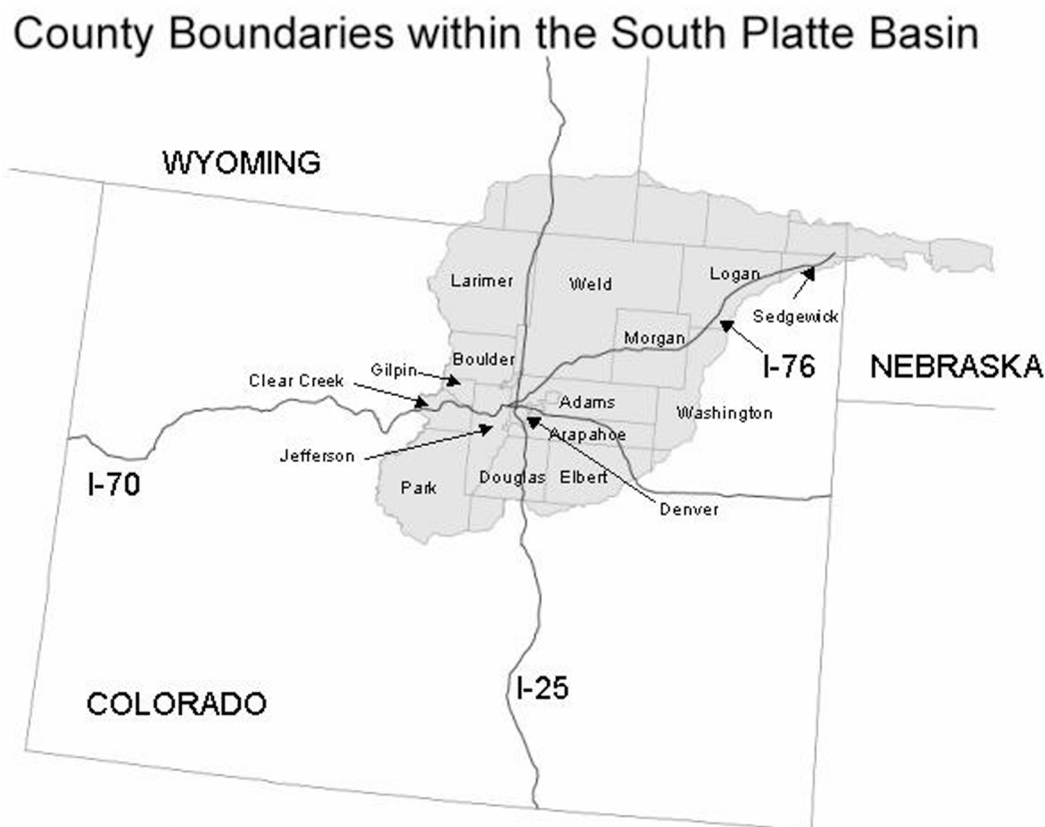 County Boundaries within the South Platte Basin
WYOMING
Larimer
Weld
Logan
Sedgewick
Morgan
Boulder
Gilpin
I-76
NEBRASKA
Clear Creek
Adams
Washington
Arapahoe
Jefferson
I-70
Park
Douglas
Elbert
Denver
I-25
COLORADO